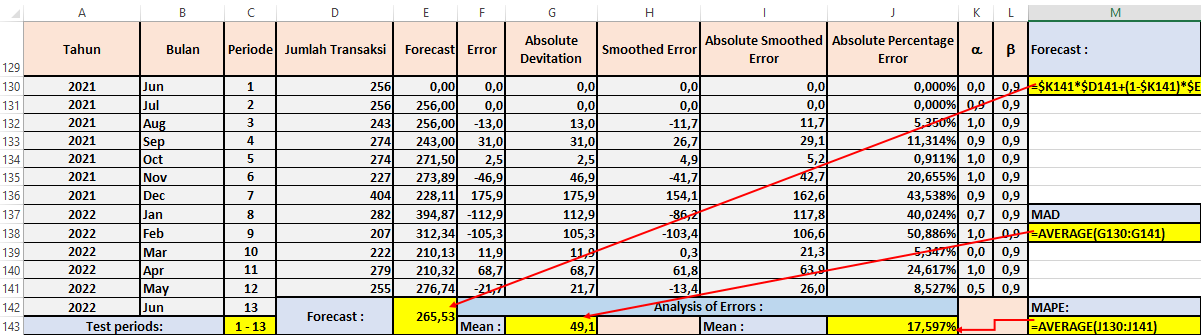 A B C D E F G H I J K L M
129 Tahun Bulan Periode Jumlah Transaksi Forecast Error Absolute Devitation Smoothed Error Absolute Smoothed Error Absolute Percentage Error α β Forecast :
130 2021 Jun 1 256 0,00 0,0 0,0 0,0 0,0 0,000% 0,0 0,9 =$K141*$D141+(1-$K141)*$E
131 2021 Jul 2 256 256,00 0,0 0,0 0,0 0,0 0,000% 0,9 0,9
132 2021 Aug 3 243 256,00 -13,0 13,0 -11,7 11,7 5,350% 1,0 0,9
133 2021 Sep 4 274 243,00 31,0 31,0 26,7 29,1 11,314% 0,9 0,9
134 2021 Oct 5 274 271,50 2,5 2,5 4,9 5,2 0,911% 1,0 0,9
135 2021 Nov 6 227 273,89 -46,9 46,9 -41,7 42,7 20,655% 1,0 0,9
136 2021 Dec 7 404 228,11 175,9 175,9 154,1 162,6 43,538% 0,9 0,9
137 2022 Jan 8 282 394,87 -112,9 112,9 -86,2 117,8 40,024% 0,7 0,9 MAD
138 2022 Feb 9 207 312,34 -105,3 105,3 -103,4 106,6 50,886% 1,0 0,9 =AVERAGE(G130:G141)
139 2022 Mar 10 222 210,13 11,9 11,9 0,3 21,3 5,347% 0,0 0,9
140 2022 Apr 11 279 210,32 68,7 68,7 61,8 63,9 24,617% 1,0 0,9
141 2022 May 12 255 276,74 -21,7 21,7 -13,4 26,0 8,527% 0,5 0,9
142 2022 Jun 13 Forecast : 265,53 Analysis of Errors : MAPE:
143 Test periods: 1 - 13 Mean : 49,1 Mean : 17,597% =AVERAGE(J130:J141)